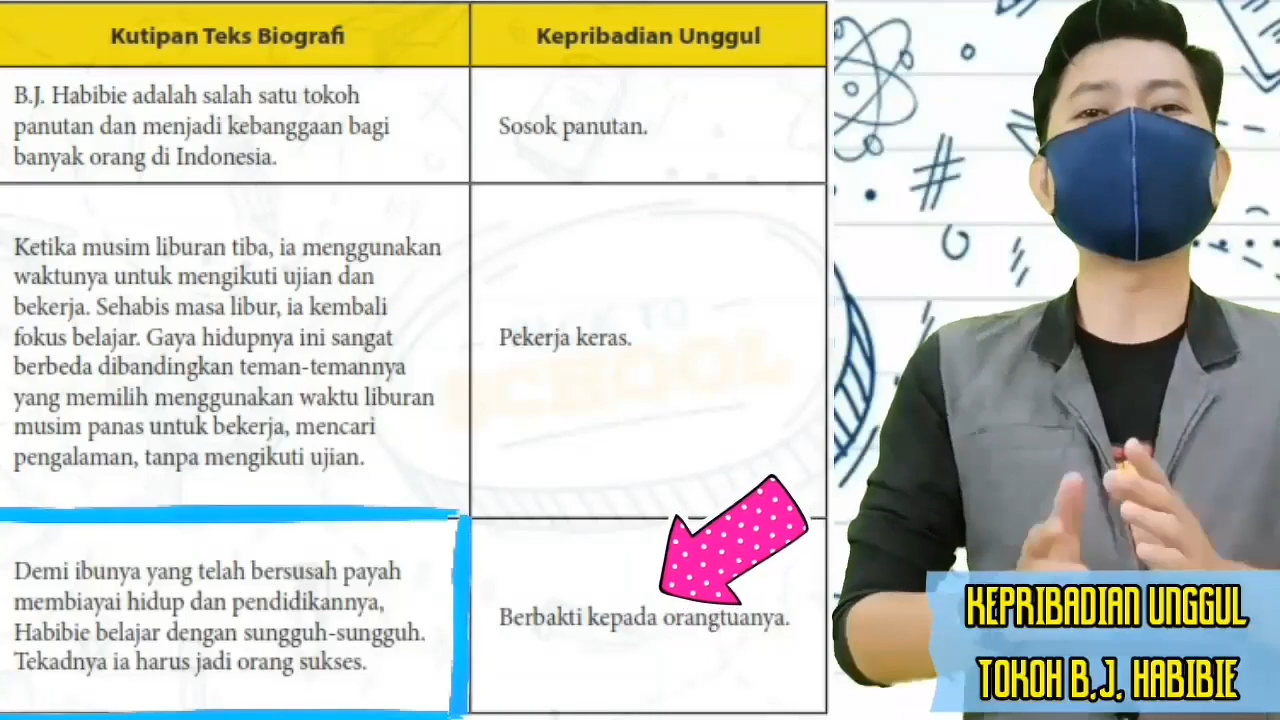 Kutipan Teks Biografi
Kepribadian Unggul
B.J. Habibie adalah salah satu tokoh
panutan dan menjadi kebanggaan bagi
banyak orang di Indonesia.
Sosok panutan.
Ketika musim liburan tiba, ia menggunakan
waktunya untuk mengikuti ujian dan
bekerja. Sehabis masa libur, ia kembali
fokus belajar. Gaya hidupnya ini sangat
berbeda dibandingkan teman-temannya
yang memilih menggunakan waktu liburan
musim panas untuk bekerja, mencari
pengalaman, tanpa mengikuti ujian.
Pekerja keras.
Demi ibunya yang telah bersusah payah
membiayai hidup dan pendidikannya,
Habibie belajar dengan sungguh-sungguh.
Tekadnya ia harus jadi orang sukses.
Berbakti kepada orangtuanya.
KEPRIBADIAN UNGGUL
TOKOH B.J. HABIBIE
SCHOOL